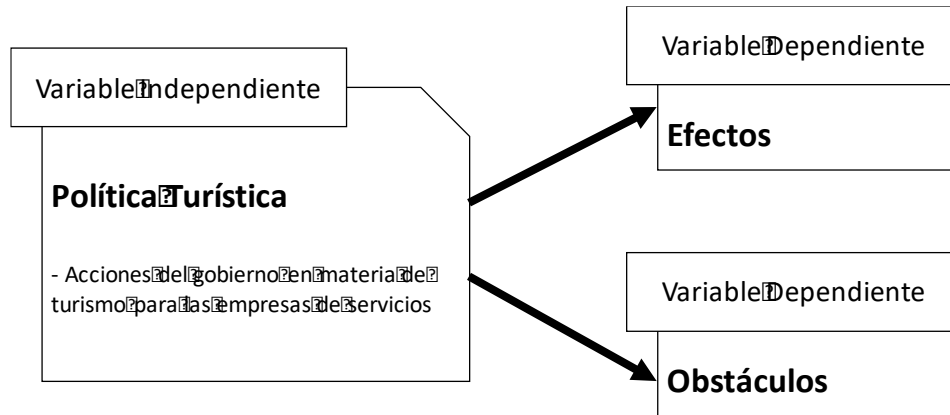 Variable Independiente
Política Turística
- Acciones del gobierno en materia de
turismo para las empresas de servicios
Variable Dependiente
Efectos
Variable Dependiente
Obstáculos